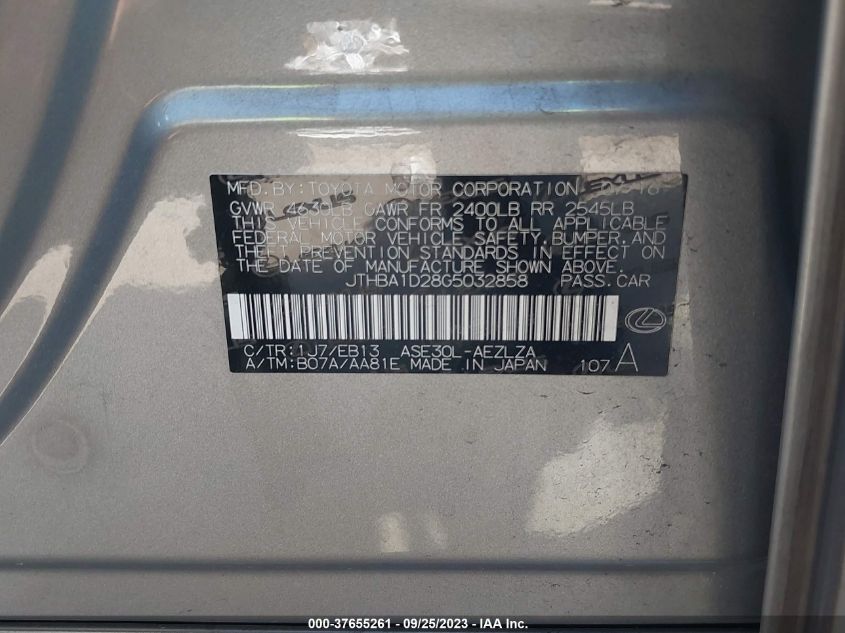 MFD. BY: TOYOTA MOTOR CORPORATION 07/16
GVWR 4630LB GAWR FR 2400LB RR 2545LB
THIS VEHICLE CONFORMS TO ALL APPLICABLE
FEDERAL MOTOR VEHICLE SAFETY, BUMPER, AND
THEFT PREVENTION STANDARDS IN EFFECT ON
THE DATE OF MANUFACTURE SHOWN ABOVE.
JTHBA1D28G5032858 PASS. CAR
C/TR: 1J7/EB13 ASE30L-AEZLZA
A/TM: B07A/AA81E MADE IN JAPAN 107 A
000-37655261 - 09/25/2023 - IAA Inc.